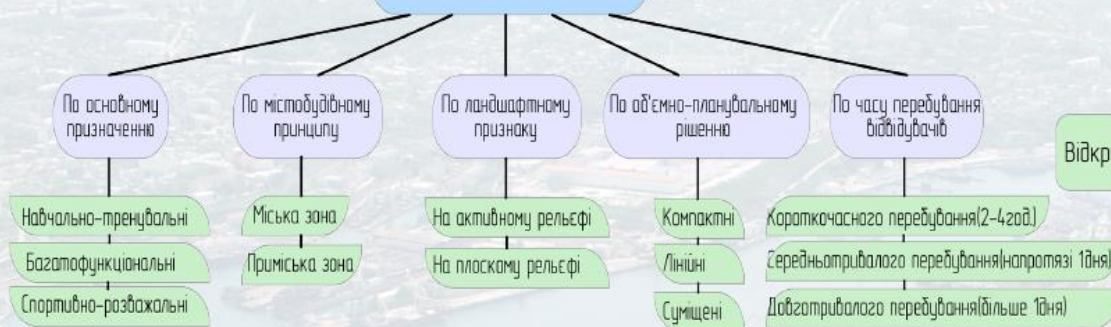 По основному
призначенню
По містобудівному
принципу
По ландшафтному
признаку
По об'ємно-планувальному
рішенню
По часу перебування
відвідувачів
Навчально-тренувальні
Багатофункціональні
Спортивно-розважальні
Міська зона
Приміська зона
На активному рельєфі
На плоскому рельєфі
Компактні
Лінійні
Суміщені
Короткочасного перебування(2-4год.)
Середньотривалого перебування(напротязі 1дня)
Довготривалого перебування(більше 1дня)